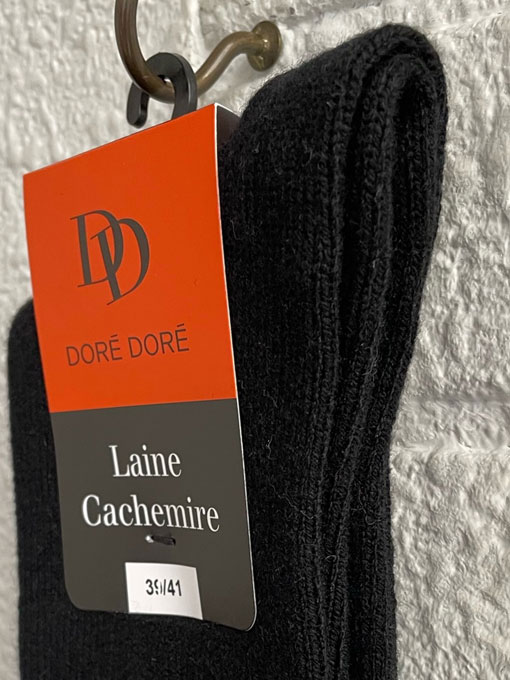 DD
DORÉ DORÉ
Laine
Cachemire
39/41